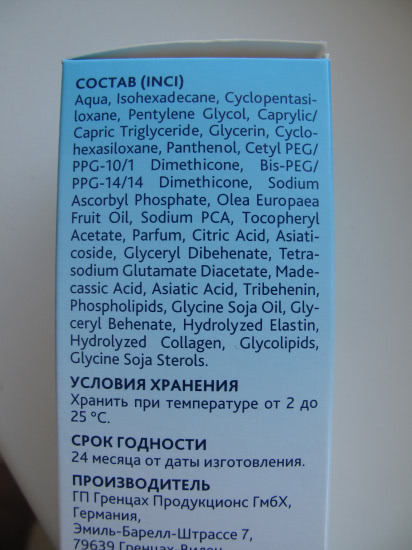 СОСТАВ (INCI)
Aqua, Isohexadecane, Cyclopentasi-
loxane, Pentylene Glycol, Caprylic/
Capric Triglyceride, Glycerin, Cyclo-
hexasiloxane, Panthenol, Cetyl PEG/
PPG-10/1 Dimethicone, Bis-PEG/
PPG-14/14 Dimethicone, Sodium
Ascorbyl Phosphate, Olea Europaea
Fruit Oil, Sodium PCA, Tocopheryl
Acetate, Parfum, Citric Acid, Asiati-
coside, Glyceryl Dibehenate, Tetra-
sodium Glutamate Diacetate, Made-
cassic Acid, Asiatic Acid, Tribehenin,
Phospholipids, Glycine Soja Oil, Gly-
ceryl Behenate, Hydrolyzed Elastin,
Hydrolyzed Collagen, Glycolipids,
Glycine Soja Sterols.
УСЛОВИЯ ХРАНЕНИЯ
Хранить при температуре от 2 до
25 °C.
СРОК ГОДНОСТИ
24 месяца от даты изготовления.
ПРОИЗВОДИТЕЛЬ
ГП Гренцах Продукционс ГмбХ,
Германия,
Эмиль-Барелл-Штрассе 7,
79639 Гренцах-Вилен